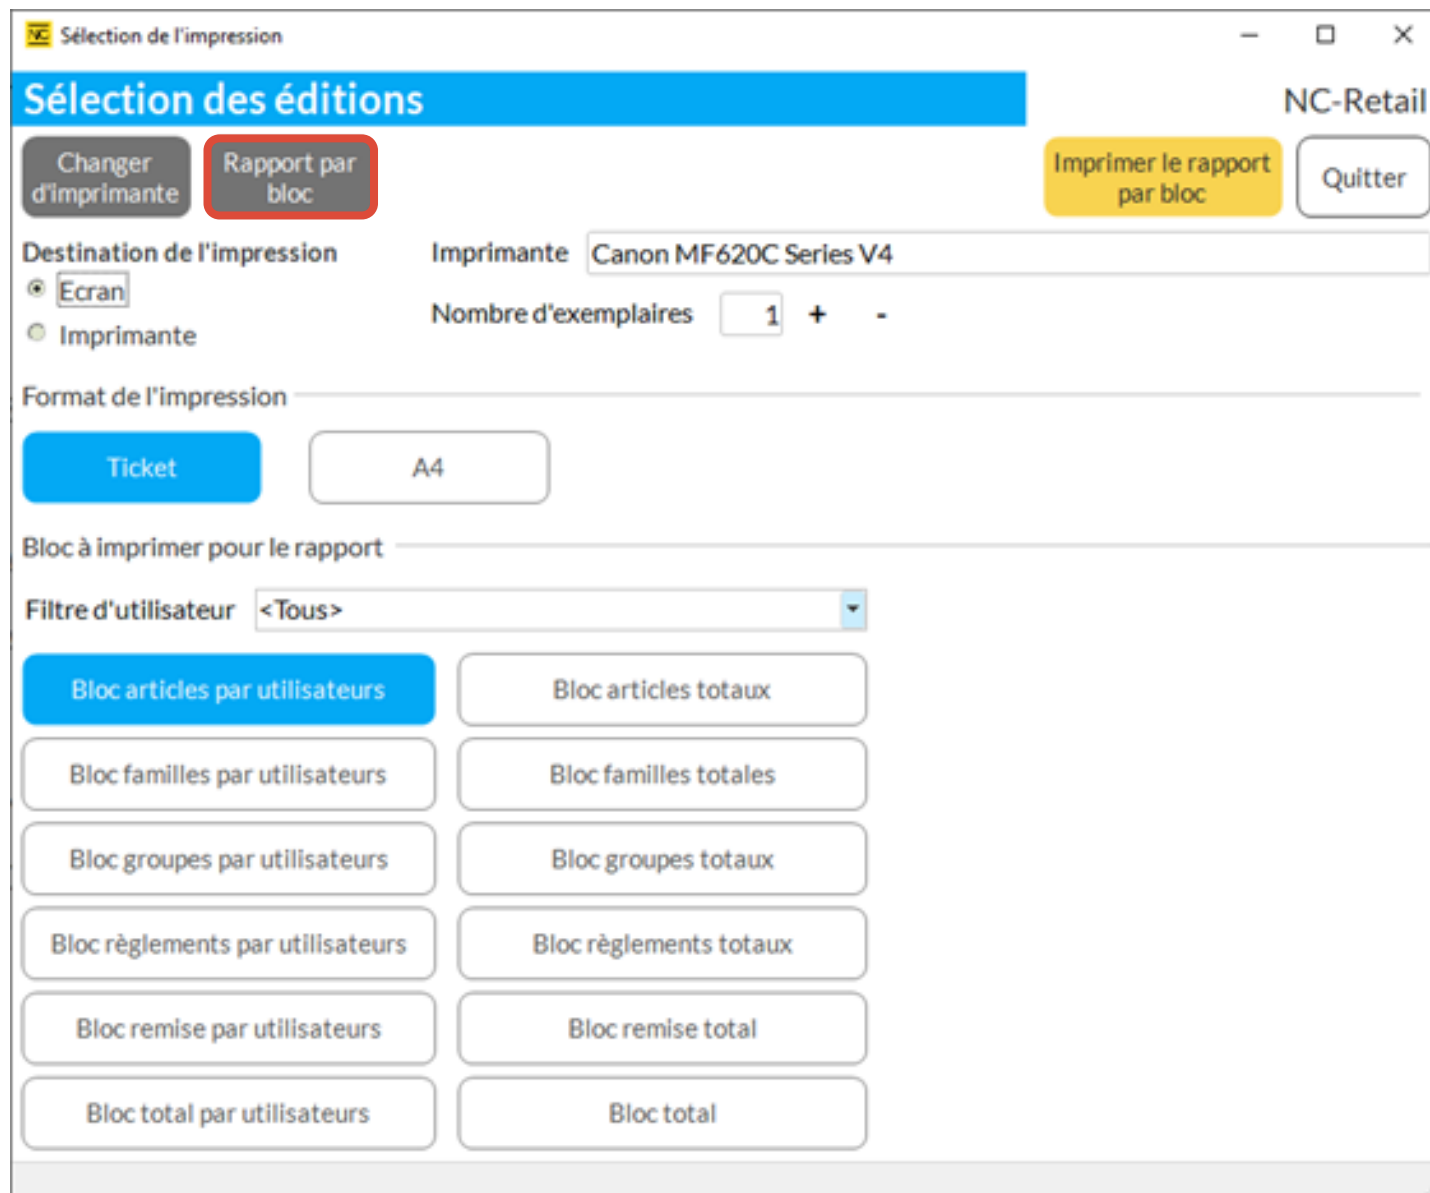 NC Sélection de l'impression
Sélection des éditions
NC-Retail
Changer
d'imprimante
Rapport par
bloc
Imprimer le rapport
par bloc
Quitter
Destination de l'impression
Ecran
Imprimante
Imprimante Canon MF620C Series V4
Nombre d'exemplaires 1 + -
Format de l'impression
Ticket A4
Bloc à imprimer pour le rapport
Filtre d'utilisateur <Tous>
Bloc articles par utilisateurs Bloc articles totaux
Bloc familles par utilisateurs Bloc familles totales
Bloc groupes par utilisateurs Bloc groupes totaux
Bloc règlements par utilisateurs Bloc règlements totaux
Bloc remise par utilisateurs Bloc remise total
Bloc total par utilisateurs Bloc total